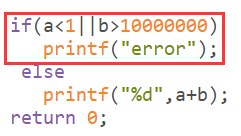 if(a<1||b>10000000)
    printf("error");
 else
    printf("%d",a+b);
return 0;